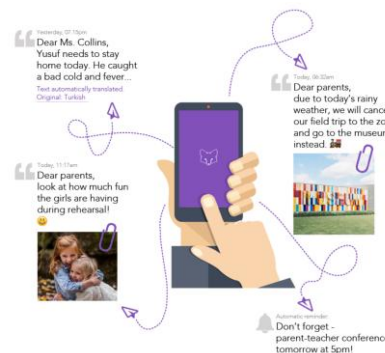 Yesterday, 07:15pm
Dear Ms. Collins,
Yusuf needs to stay
home today. He caught
a bad cold and fever...
Text automatically translated
Original: Turkish
Today, 06:32am
Dear parents,
due to today's rainy
weather, we will cance
our field trip to the zo
and go to the museum
instead.
Today, 11:11am
Dear parents,
look at how much fun
the girls are having
during rehearsal!
Automatic reminder
Don't forget -
parent-teacher conference
tomorrow at 5pm!